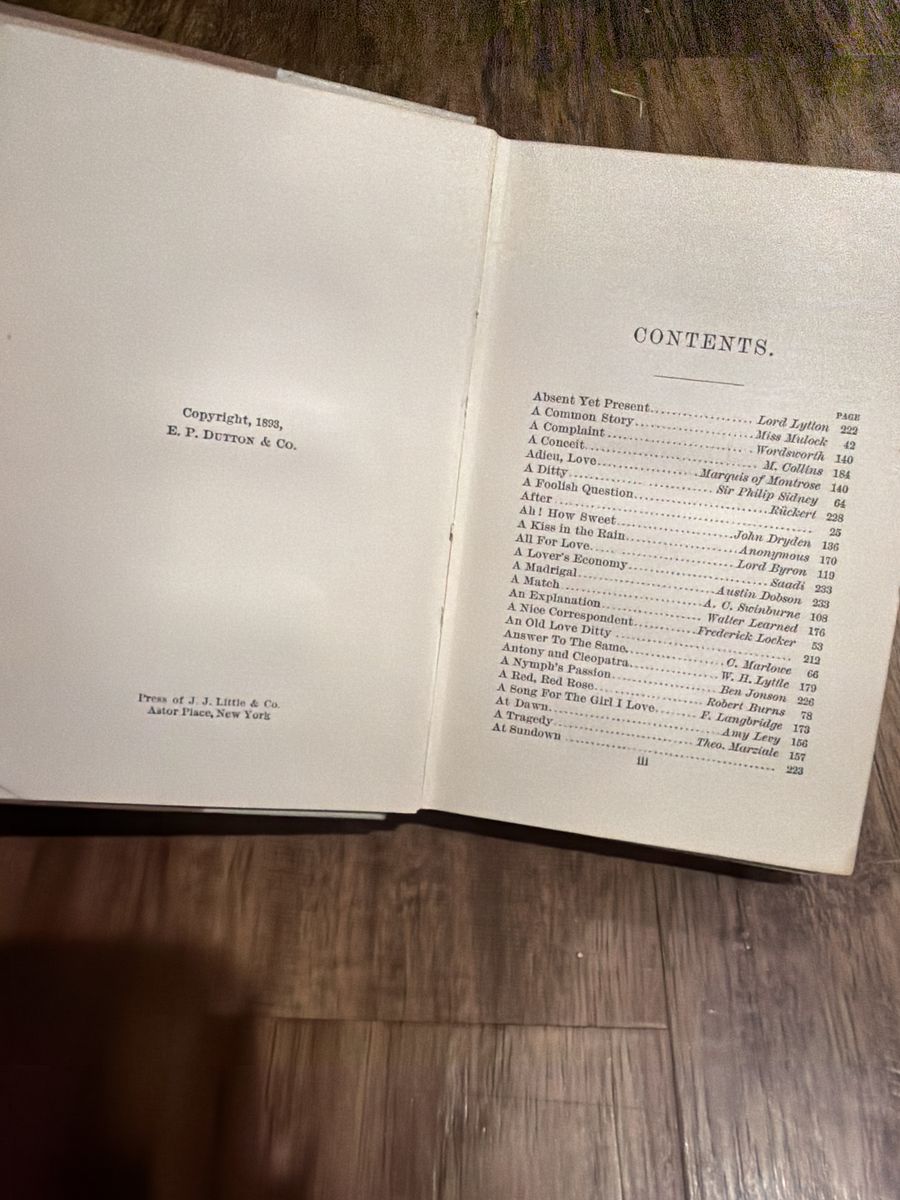 Copyright, 1893,
E. P. DUTTON & CO.
Press of J. J. Little & Co.
Astor Place, New York
CONTENTS.
PAGE
Absent Yet Present.................... Lord Lytton 222
A Common Story.................... Miss Mulock 42
A Complaint.................... Wordsworth 140
A Conceit.................... M. Collins 184
Adieu, Love.................... Marquis of Montrose 140
A Ditty.................... Sir Philip Sidney 64
A Foolish Question.................... Rückert 228
After.................... 25
Ah! How Sweet.................... John Dryden 136
A Kiss in the Rain.................... Anonymous 170
All For Love.................... Lord Byron 119
A Lover's Economy.................... Saadi 233
A Madrigal.................... Austin Dobson 233
A Match.................... A. C. Swinburne 108
An Explanation.................... Walter Learned 176
A Nice Correspondent.................... Frederick Locker 53
An Old Love Ditty.................... 212
Answer To The Same.................... C. Marlowe 66
Antony and Cleopatra.................... W. H. Lyttle 179
A Nymph's Passion.................... Ben Jonson 226
A Red, Red Rose.................... Robert Burns 78
A Song For The Girl I Love.................... F. Langbridge 173
At Dawn.................... Amy Levy 156
A Tragedy.................... Theo. Marziale 157
At Sundown.................... 223
iii